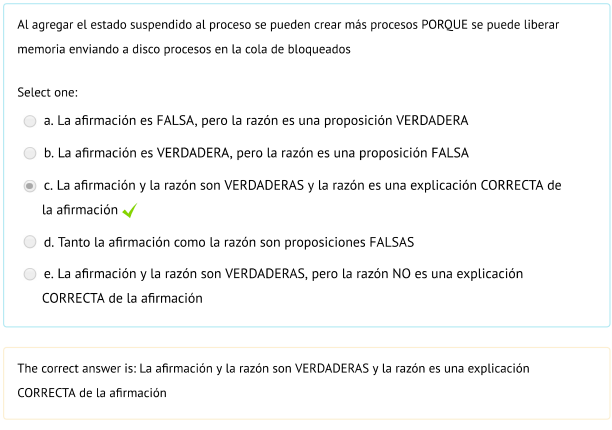 Al agregar el estado suspendido al proceso se pueden crear más procesos PORQUE se puede liberar
memoria enviando a disco procesos en la cola de bloqueados
Select one:
a. La afirmación es FALSA, pero la razón es una proposición VERDADERA
b. La afirmación es VERDADERA, pero la razón es una proposición FALSA
c. La afirmación y la razón son VERDADERAS y la razón es una explicación CORRECTA de
la afirmación
d. Tanto la afirmación como la razón son proposiciones FALSAS
e. La afirmación y la razón son VERDADERAS, pero la razón NO es una explicación
CORRECTA de la afirmación
The correct answer is: La afirmación y la razón son VERDADERAS y la razón es una explicación
CORRECTA de la afirmación